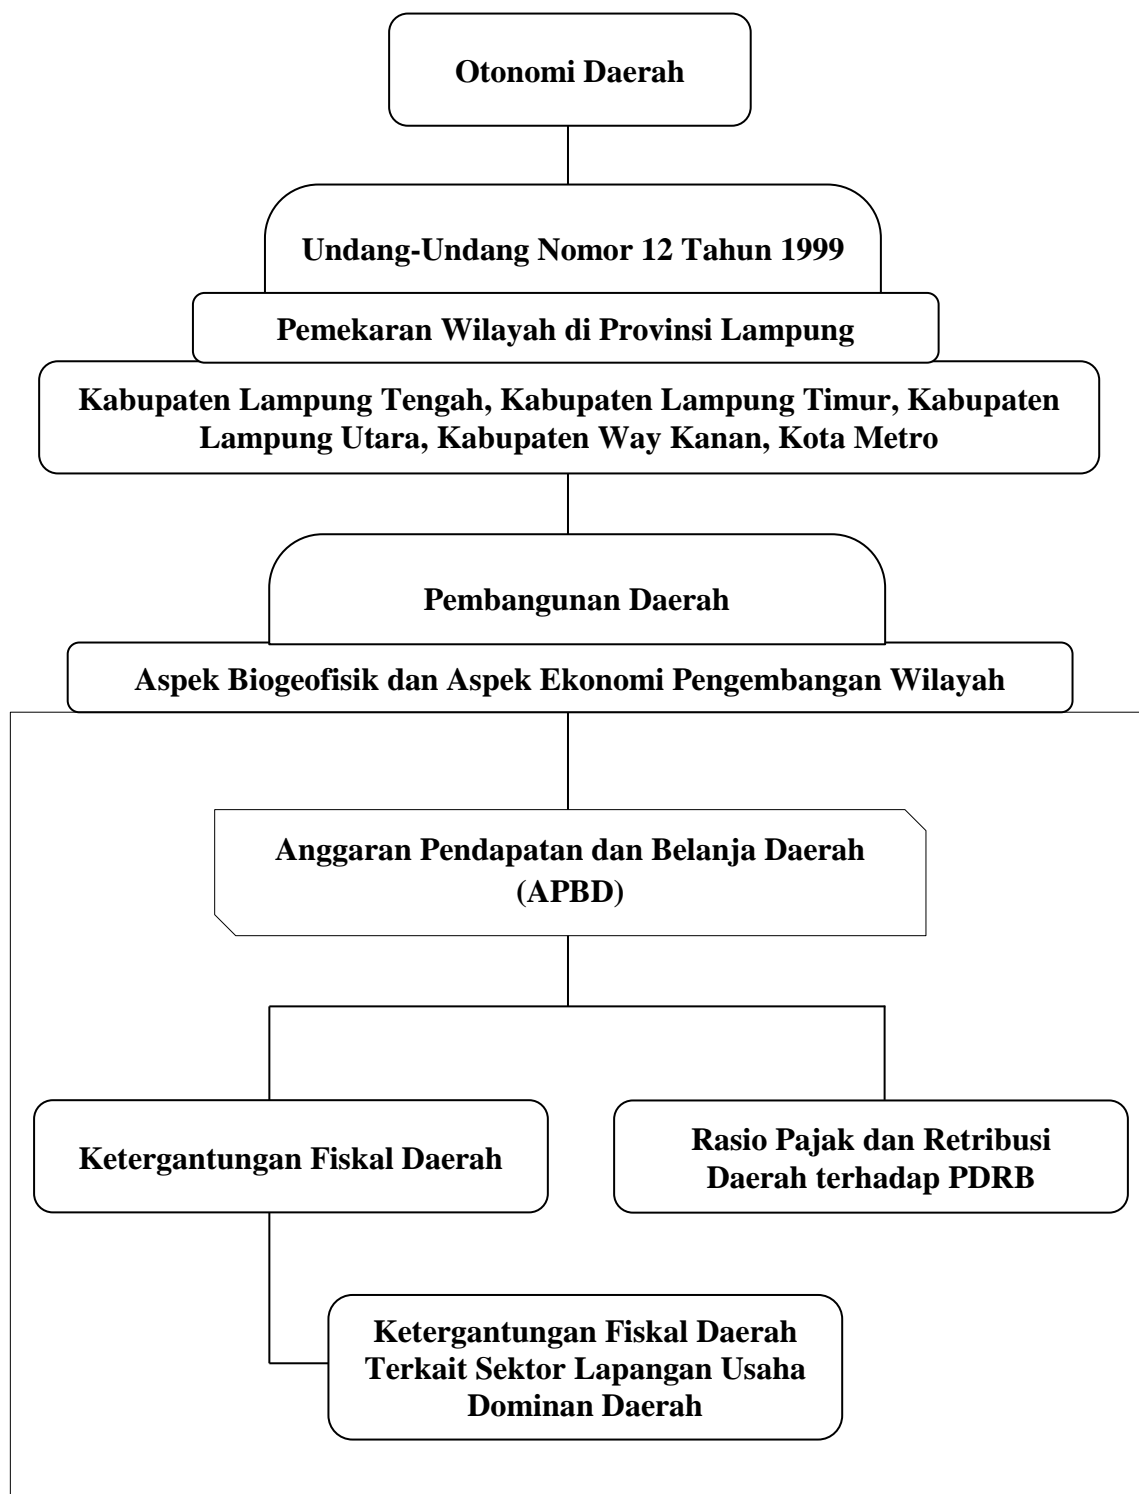 Otonomi Daerah
Undang-Undang Nomor 12 Tahun 1999
Pemekaran Wilayah di Provinsi Lampung
Kabupaten Lampung Tengah, Kabupaten Lampung Timur, Kabupaten
Lampung Utara, Kabupaten Way Kanan, Kota Metro
Pembangunan Daerah
Aspek Biogeofisik dan Aspek Ekonomi Pengembangan Wilayah
Anggaran Pendapatan dan Belanja Daerah
(APBD)
Ketergantungan Fiskal Daerah
Rasio Pajak dan Retribusi
Daerah terhadap PDRB
Ketergantungan Fiskal Daerah
Terkait Sektor Lapangan Usaha
Dominan Daerah